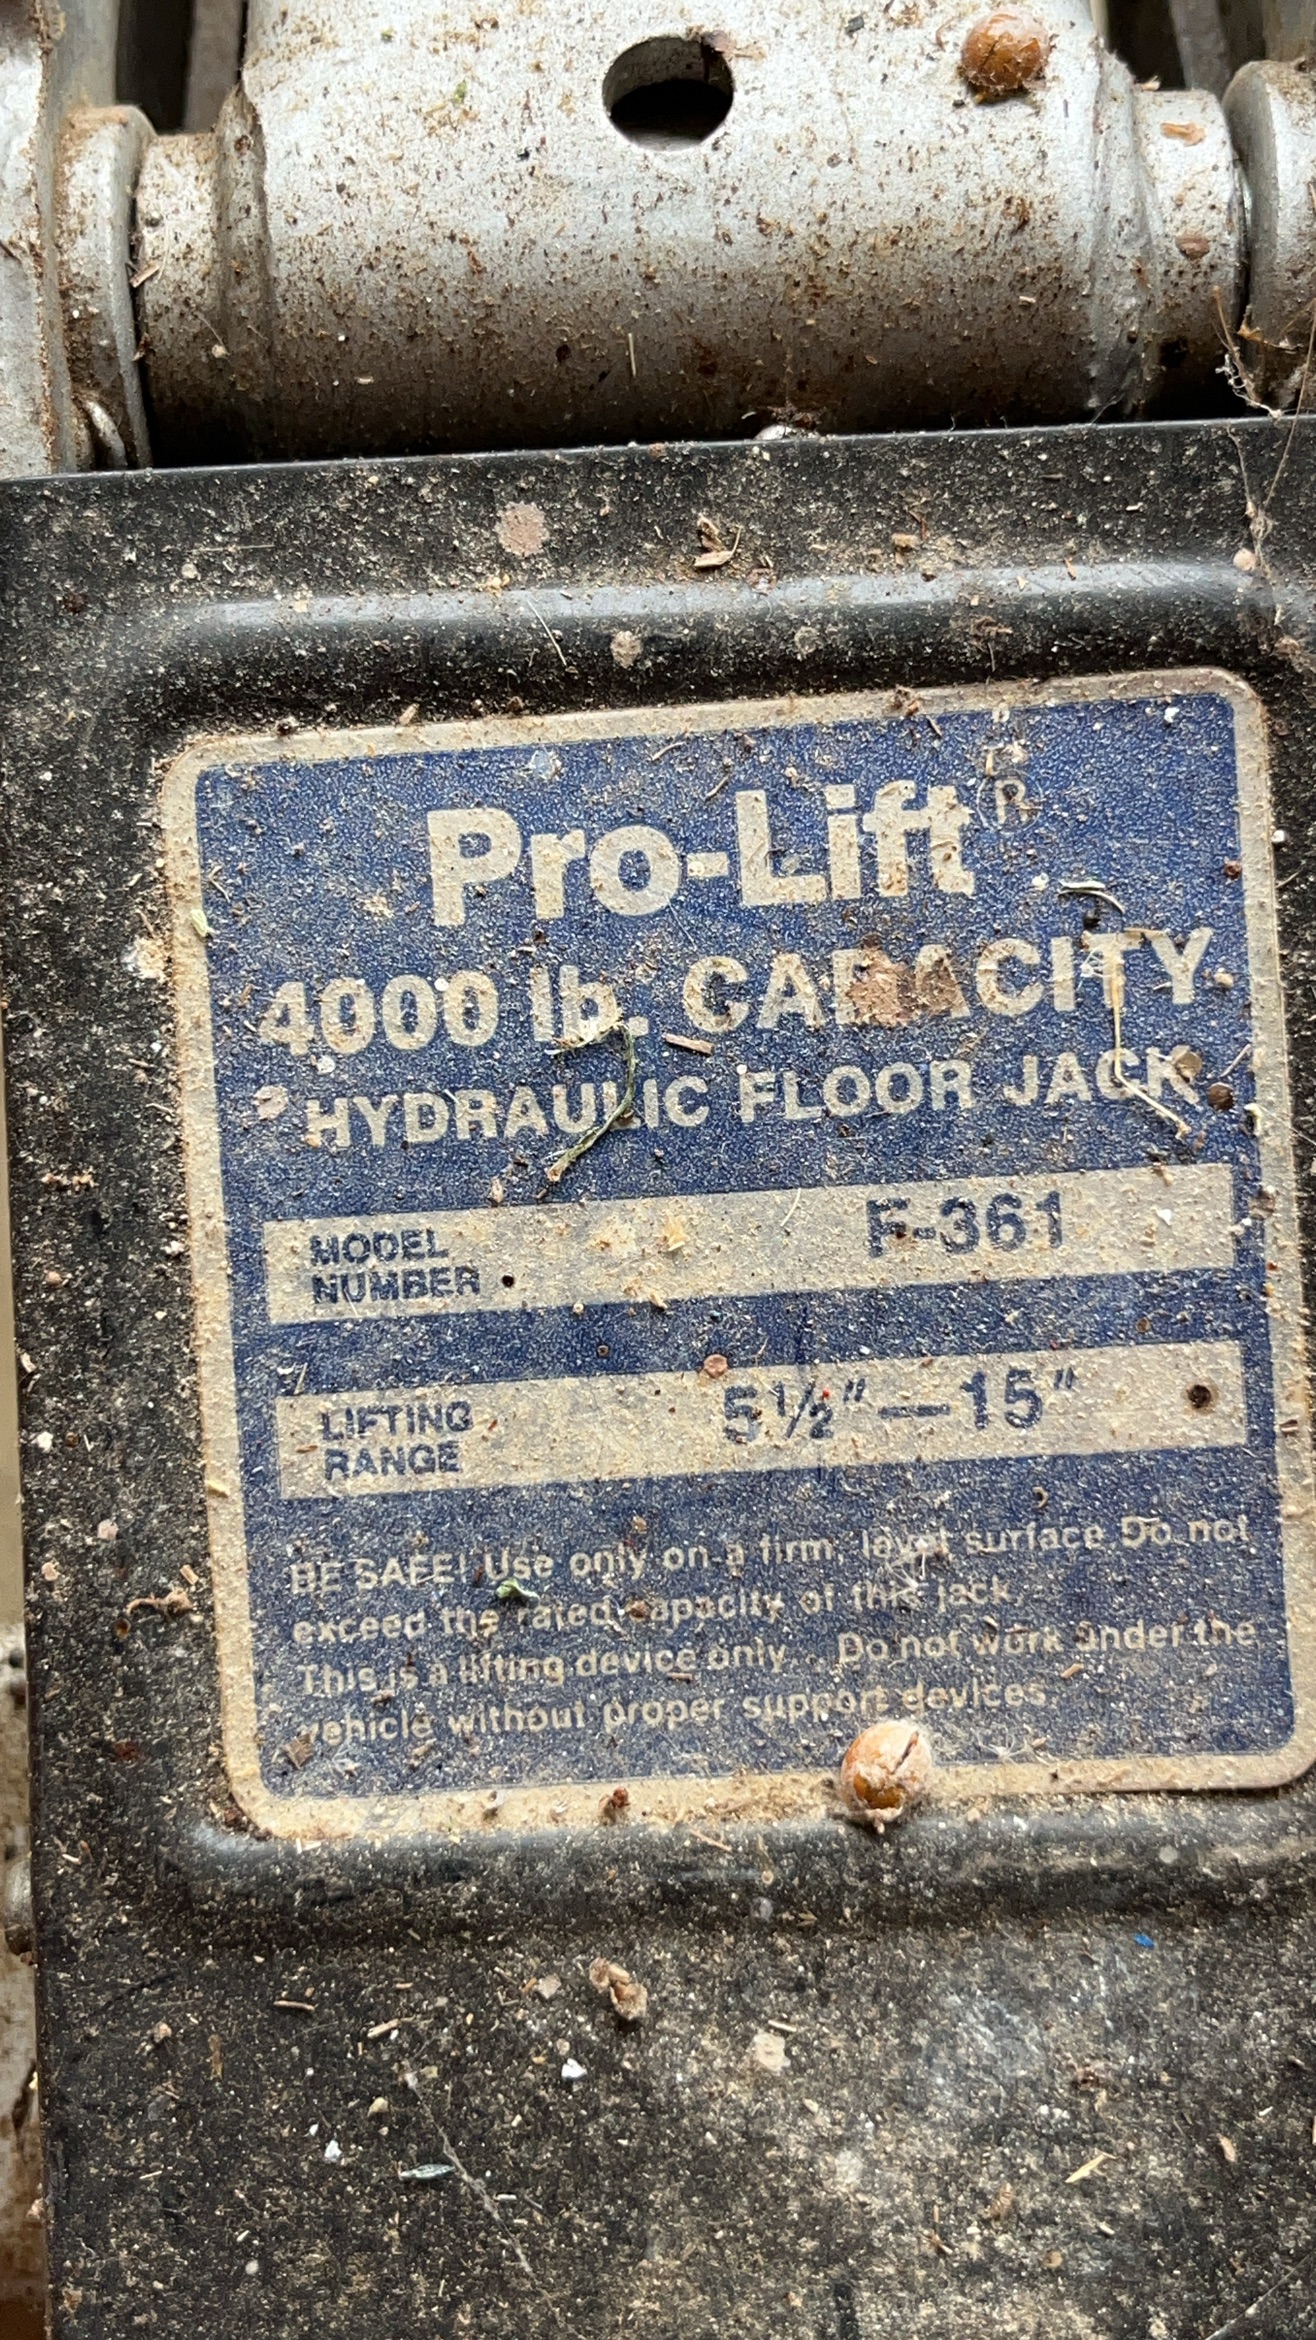 Pro-Lift®
4000 lb. CAPACITY
HYDRAULIC FLOOR JACK
MODEL
NUMBER
F-361
LIFTING
RANGE
5 1/2" — 15"
BE SAFE! Use only on a firm, level surface. Do not
exceed the rated capacity of this jack.
This is a lifting device only. Do not work under the
vehicle without proper support devices.